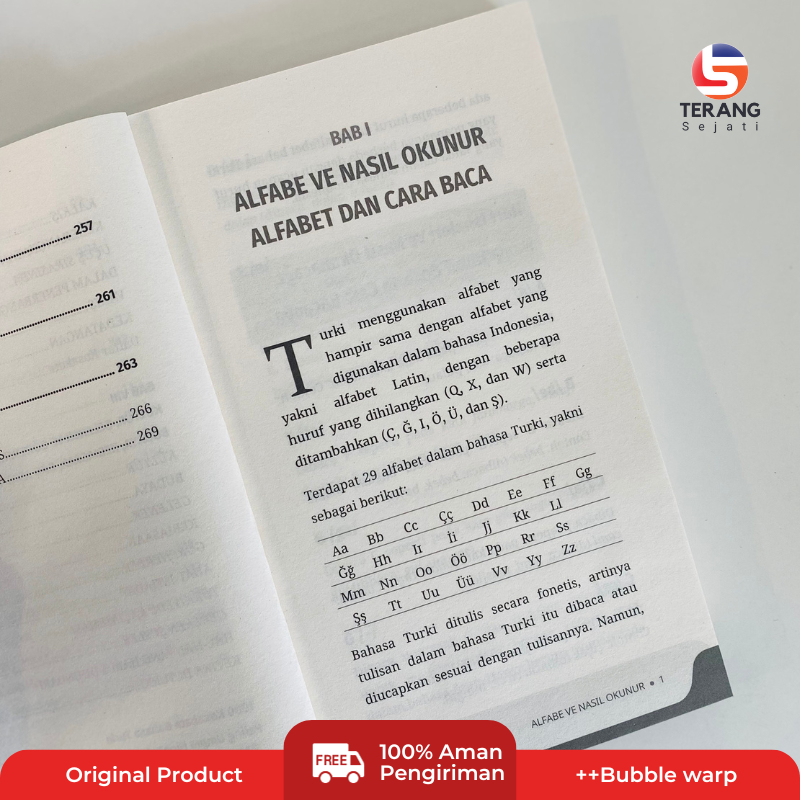 TERANG
Sejati
257
261
263
266
269
BAB I
ALFABE VE NASIL OKUNUR
ALFABET DAN CARA BACA
Turki menggunakan alfabet yang
hampir sama dengan alfabet yang
digunakan dalam bahasa Indonesia,
yakni alfabet Latin, dengan beberapa
huruf yang dihilangkan (Q, X, dan W) serta
ditambahkan (Ç, Ğ, I, Ö, Ü, dan Ş).
Terdapat 29 alfabet dalam bahasa Turki, yakni
sebagai berikut:
Aa Bb Cc Çç Dd Ee Ff Gg
Ğğ Hh Iı İi Jj Kk Ll
Mm Nn Oo Öö Pp Rr Ss
Şş Tt Uu Üü Vv Yy Zz
Bahasa Turki ditulis secara fonetis, artinya
tulisan dalam bahasa Turki itu dibaca atau
diucapkan sesuai dengan tulisannya. Namun,
ALFABE VE NASIL OKUNUR • 1
Original Product
FREE
100% Aman
Pengiriman
++Bubble warp